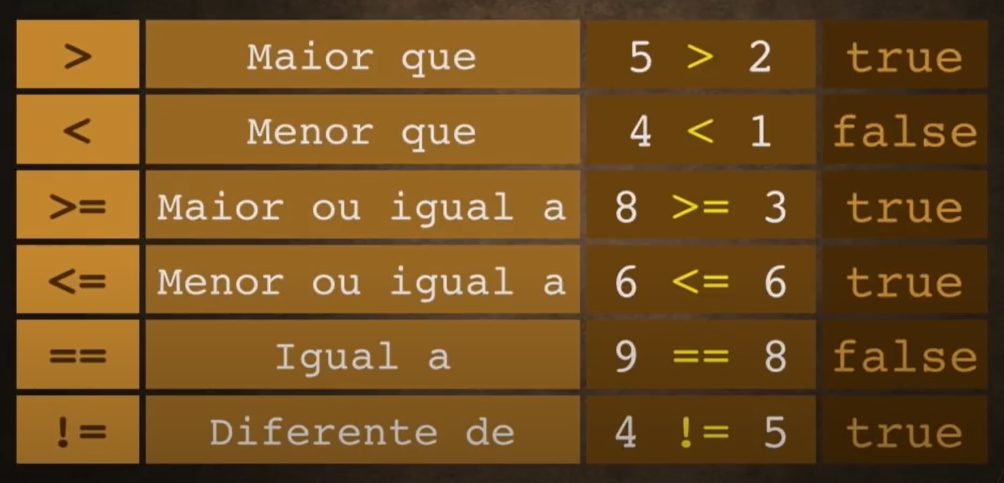 > Maior que 5 > 2 true
< Menor que 4 < 1 false
>= Maior ou igual a 8 >= 3 true
<= Menor ou igual a 6 <= 6 true
== Igual a 9 == 8 false
!= Diferente de 4 != 5 true